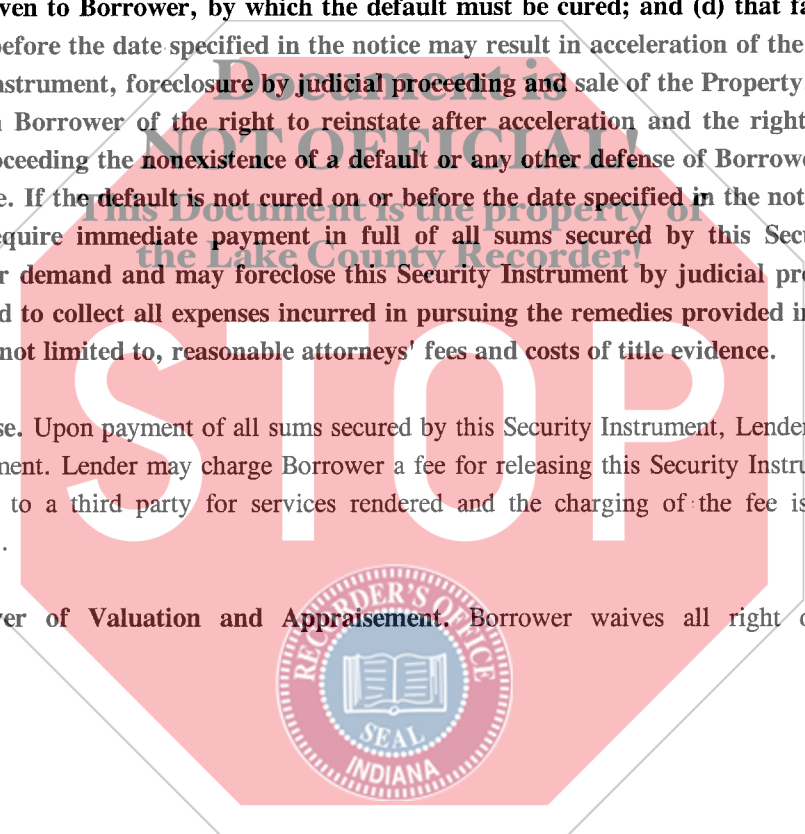 ven to Borrower, by which the default must be cured; and (d) that fa
efore the date specified in the notice may result in acceleration of the
nstrument, foreclosure by judicial proceeding and sale of the Property
Borrower of the right to reinstate after acceleration and the right
oceeding the nonexistence of a default or any other defense of Borrow
e. If the default is not cured on or before the date specified in the not
equire immediate payment in full of all sums secured by this Sec
r demand and may foreclose this Security Instrument by judicial pr
d to collect all expenses incurred in pursuing the remedies provided i
not limited to, reasonable attorneys' fees and costs of title evidence.
se. Upon payment of all sums secured by this Security Instrument, Lender
ment. Lender may charge Borrower a fee for releasing this Security Instru
to a third party for services rendered and the charging of the fee is
.
er of Valuation and Appraisement. Borrower waives all right o
Document is
NOT OFFICIAL!
This Document is the property of
the Lake County Recorder!
STOP
RECORDER'S OFFICE
SEAL
INDIANA